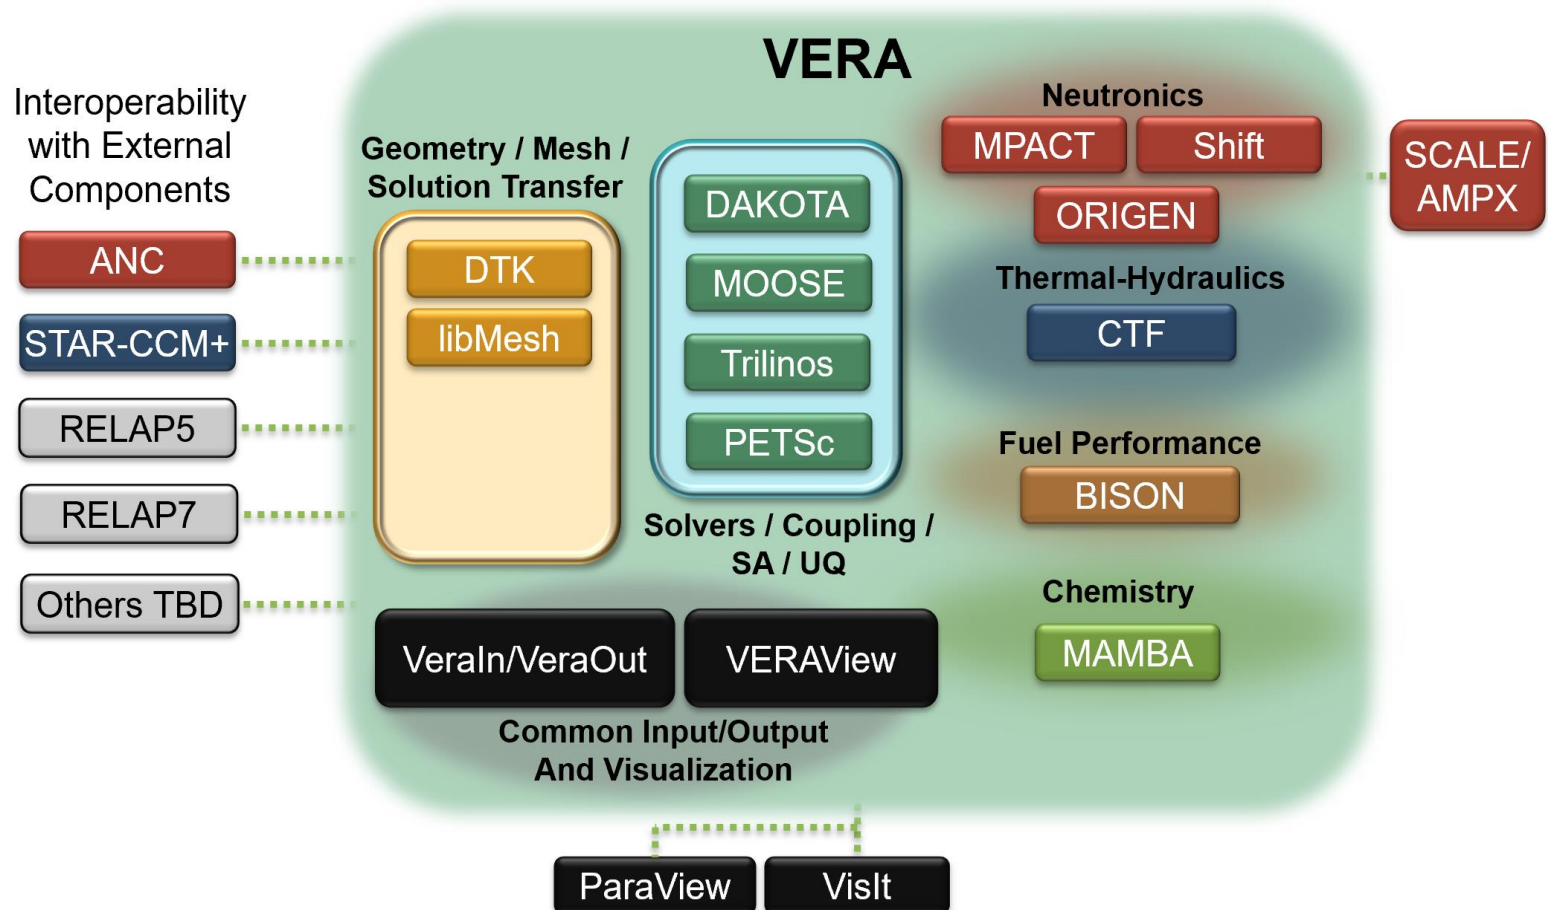 VERA
Interoperability
with External
Components
ANC
STAR-CCM+
RELAP5
RELAP7
Others TBD
Geometry / Mesh /
Solution Transfer
DTK
libMesh
DAKOTA
MOOSE
Trilinos
PETSc
Solvers / Coupling /
SA / UQ
Neutronics
MPACT
Shift
ORIGEN
Thermal-Hydraulics
CTF
Fuel Performance
BISON
Chemistry
MAMBA
SCALE/
AMPX
VeraIn/VeraOut
VERAView
Common Input/Output
And Visualization
ParaView
VisIt